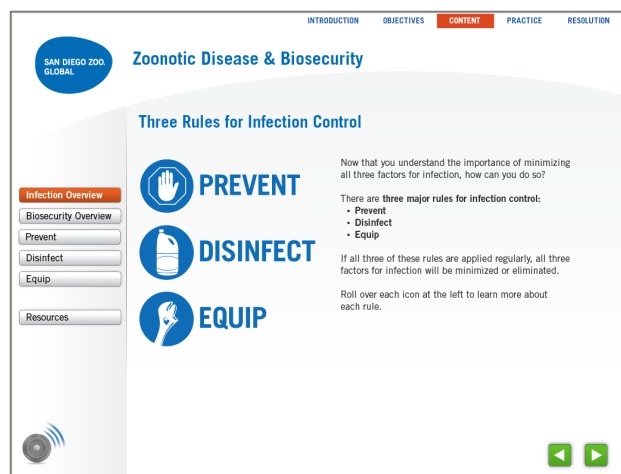 INTRODUCTION OBJECTIVES CONTENT PRACTICE RESOLUTION
SAN DIEGO ZOO.
GLOBAL
Zoonotic Disease & Biosecurity
Three Rules for Infection Control
Infection Overview
Biosecurity Overview
Prevent
Disinfect
Equip
Resources
PREVENT
DISINFECT
EQUIP
Now that you understand the importance of minimizing
all three factors for infection, how can you do so?
There are three major rules for infection control:
• Prevent
• Disinfect
• Equip
If all three of these rules are applied regularly, all three
factors for infection will be minimized or eliminated.
Roll over each icon at the left to learn more about
each rule.